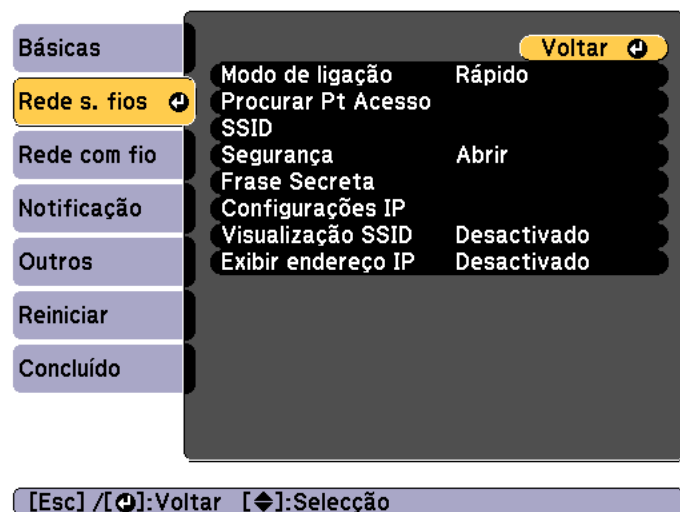 Básicas
Rede s. fios
Rede com fio
Notificação
Outros
Reiniciar
Concluído
Voltar
Modo de ligação Rápido
Procurar Pt Acesso
SSID
Segurança Abrir
Frase Secreta
Configurações IP
Visualização SSID Desactivado
Exibir endereço IP Desactivado
[Esc] /[⏎]:Voltar [◆]:Selecção